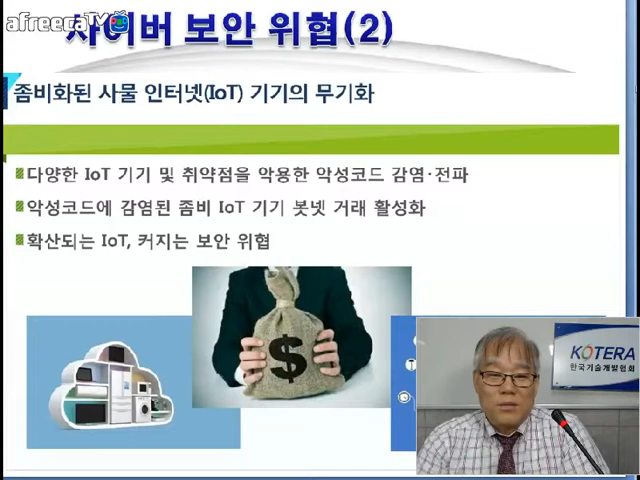 afreecaTV
사이버 보안 위협(2)
좀비화된 사물 인터넷(IoT) 기기의 무기화
다양한 IoT 기기 및 취약점을 악용한 악성코드 감염·전파
악성코드에 감염된 좀비 IoT 기기 봇넷 거래 활성화
확산되는 IoT, 커지는 보안 위협
$
KOTERA
한국기술개발협회